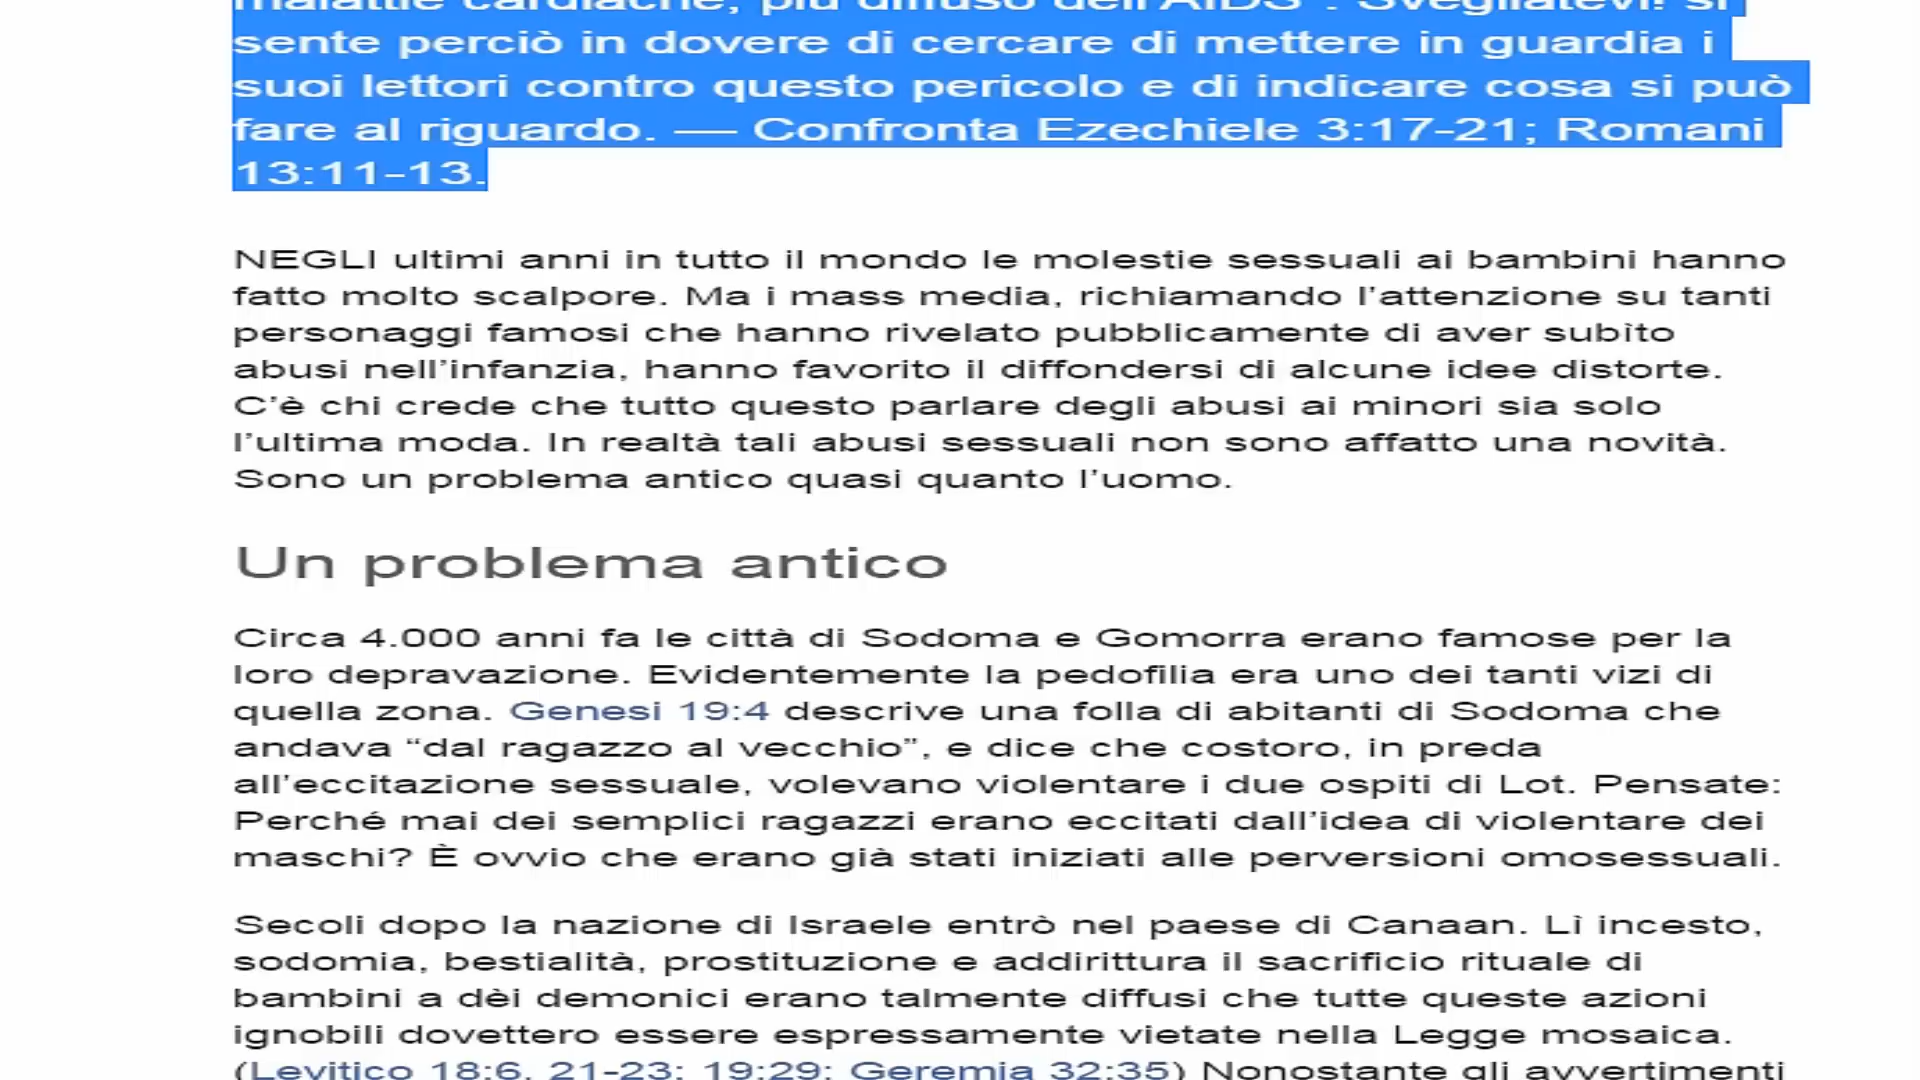 malattie cardiache, più diffuso dell'AIDS". Svegliatevi! si
sente perciò in dovere di cercare di mettere in guardia i
suoi lettori contro questo pericolo e di indicare cosa si può
fare al riguardo. — Confronta Ezechiele 3:17-21; Romani
13:11-13.
NEGLI ultimi anni in tutto il mondo le molestie sessuali ai bambini hanno
fatto molto scalpore. Ma i mass media, richiamando l’attenzione su tanti
personaggi famosi che hanno rivelato pubblicamente di aver subìto
abusi nell’infanzia, hanno favorito il diffondersi di alcune idee distorte.
C’è chi crede che tutto questo parlare degli abusi ai minori sia solo
l’ultima moda. In realtà tali abusi sessuali non sono affatto una novità.
Sono un problema antico quasi quanto l’uomo.
Un problema antico
Circa 4.000 anni fa le città di Sodoma e Gomorra erano famose per la
loro depravazione. Evidentemente la pedofilia era uno dei tanti vizi di
quella zona. Genesi 19:4 descrive una folla di abitanti di Sodoma che
andava “dal ragazzo al vecchio”, e dice che costoro, in preda
all’eccitazione sessuale, volevano violentare i due ospiti di Lot. Pensate:
Perché mai dei semplici ragazzi erano eccitati dall’idea di violentare dei
maschi? È ovvio che erano già stati iniziati alle perversioni omosessuali.
Secoli dopo la nazione di Israele entrò nel paese di Canaan. Lì incesto,
sodomia, bestialità, prostituzione e addirittura il sacrificio rituale di
bambini a dèi demonici erano talmente diffusi che tutte queste azioni
ignobili dovettero essere espressamente vietate nella Legge mosaica.
(Levitico 18:6, 21-23; 19:29; Geremia 32:35) Nonostante gli avvertimenti